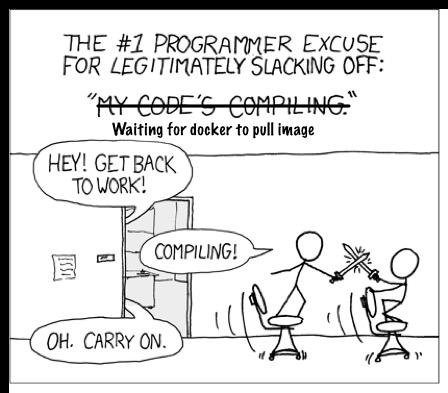 THE #1 PROGRAMMER EXCUSE
FOR LEGITIMATELY SLACKING OFF:
"MY CODE'S COMPILING."
Waiting for docker to pull image
HEY! GET BACK
TO WORK!
COMPILING!
OH. CARRY ON.